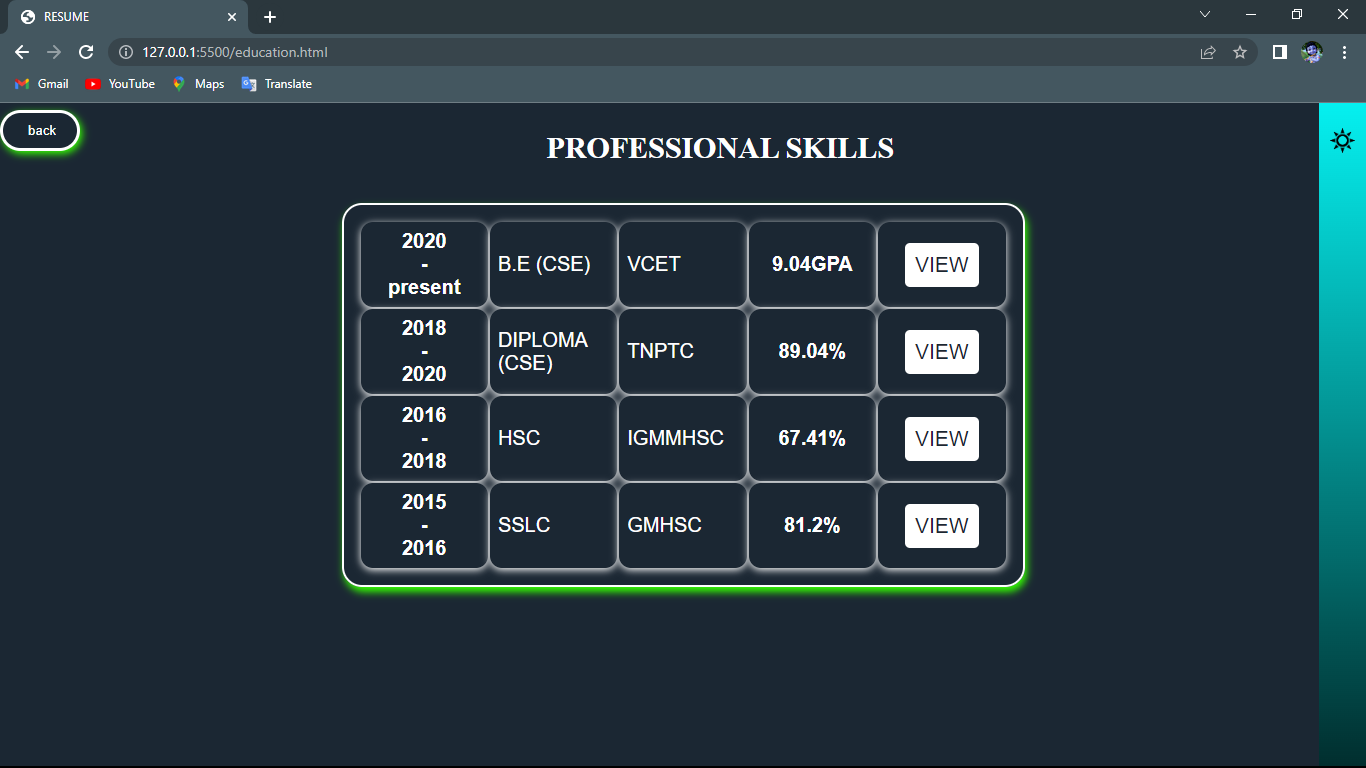 RESUME
127.0.0.1:5500/education.html
Gmail YouTube Maps Translate
back
PROFESSIONAL SKILLS
2020
-
present
B.E (CSE)
VCET
9.04GPA
VIEW
2018
-
2020
DIPLOMA
(CSE)
TNPTC
89.04%
VIEW
2016
-
2018
HSC
IGMMHSC
67.41%
VIEW
2015
-
2016
SSLC
GMHSC
81.2%
VIEW